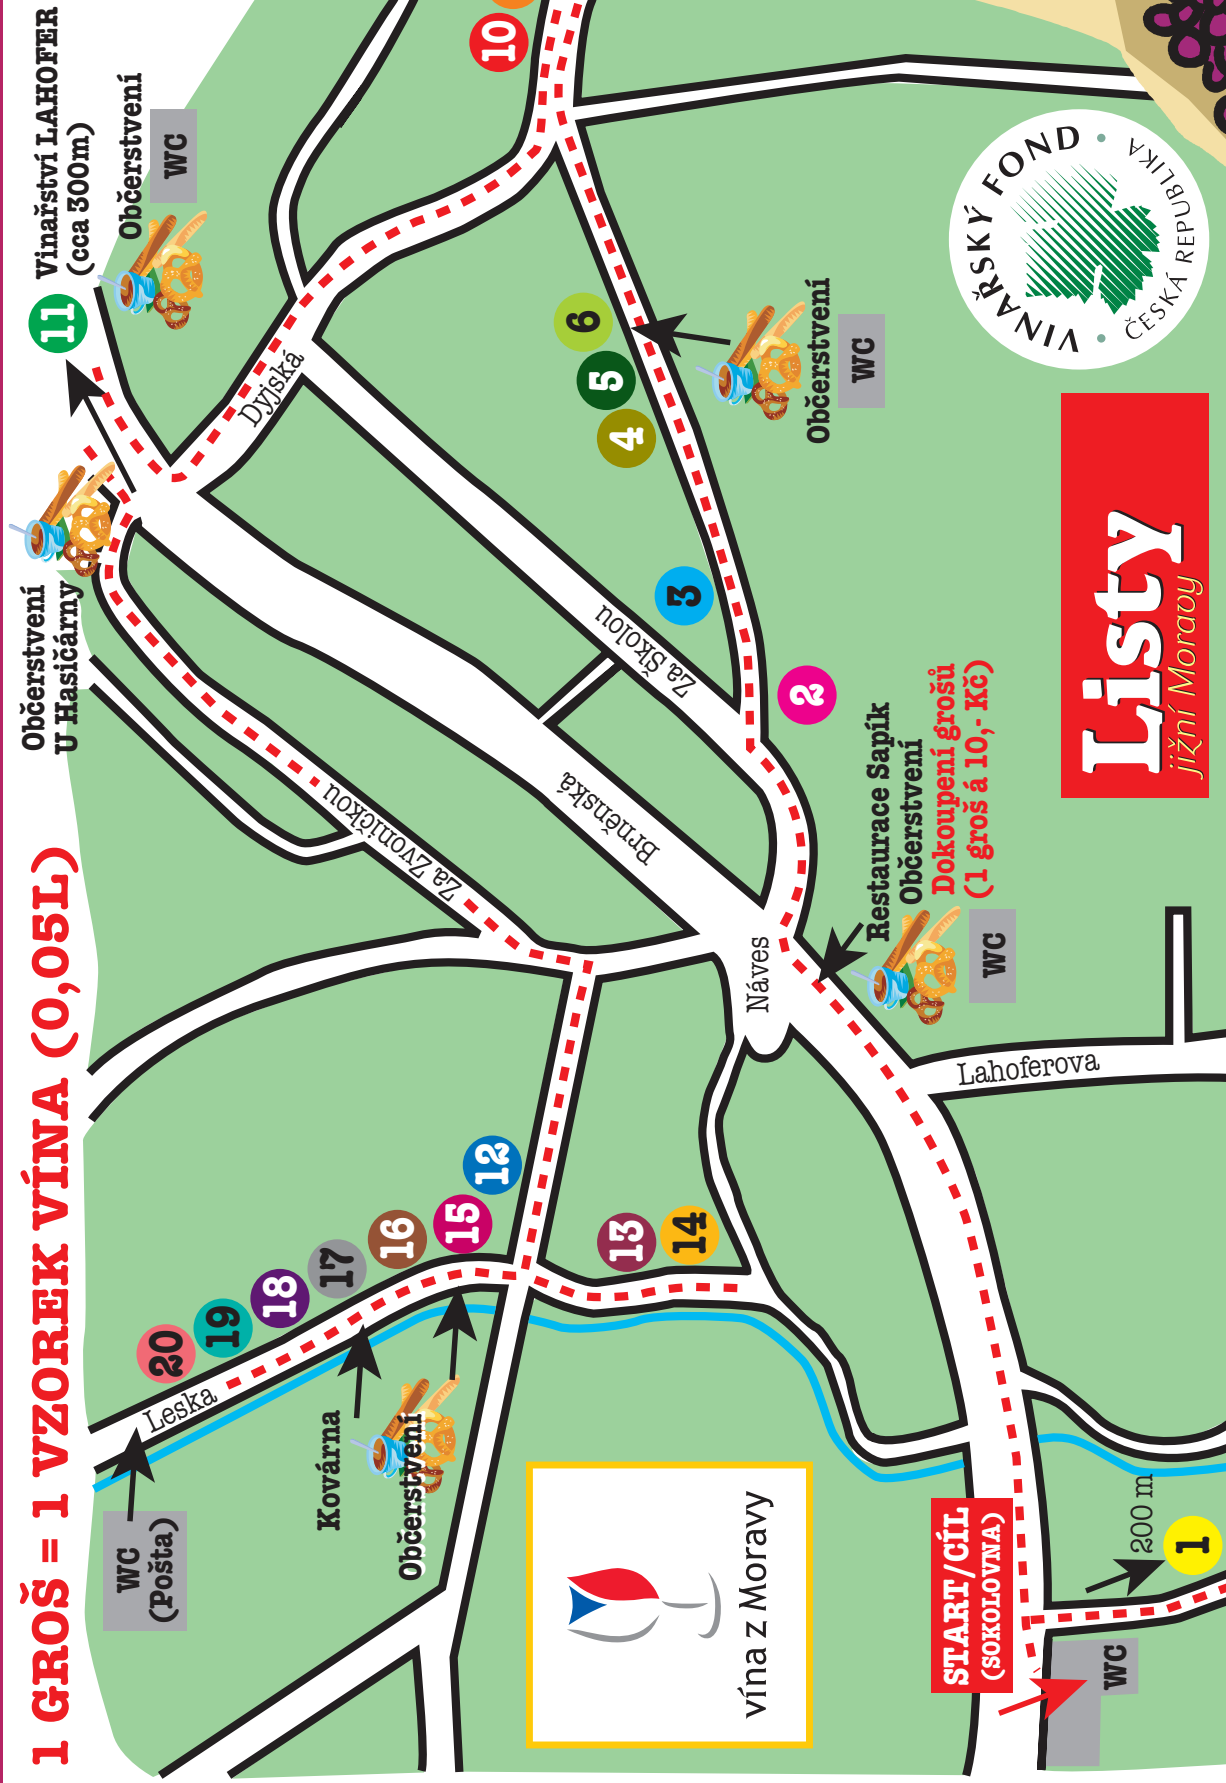 1 GROŠ = 1 VZOREK VÍNA (0,05L)
Občerstvení
U Hasičárny
11
Vinařství LAHOFER
(cca 300m)
Občerstvení
WC
WC
(Pošta)
Leska
20
19
18
17
16
15
12
Kovárna
Občerstvení
Za Zvoničkou
Dyjská
10
13
14
Brněnská
Za Školou
3
4
5
6
2
Občerstvení
WC
Náves
Restaurace Sapík
Občerstvení
Dokoupení grošů
(1 groš á 10,- Kč)
WC
Lahoferova
vína z Moravy
START/CÍL
(SOKOLOVNA)
WC
200 m
1
Listy
jižní Moravy
VINAŘSKÝ FOND
ČESKÁ REPUBLIKA